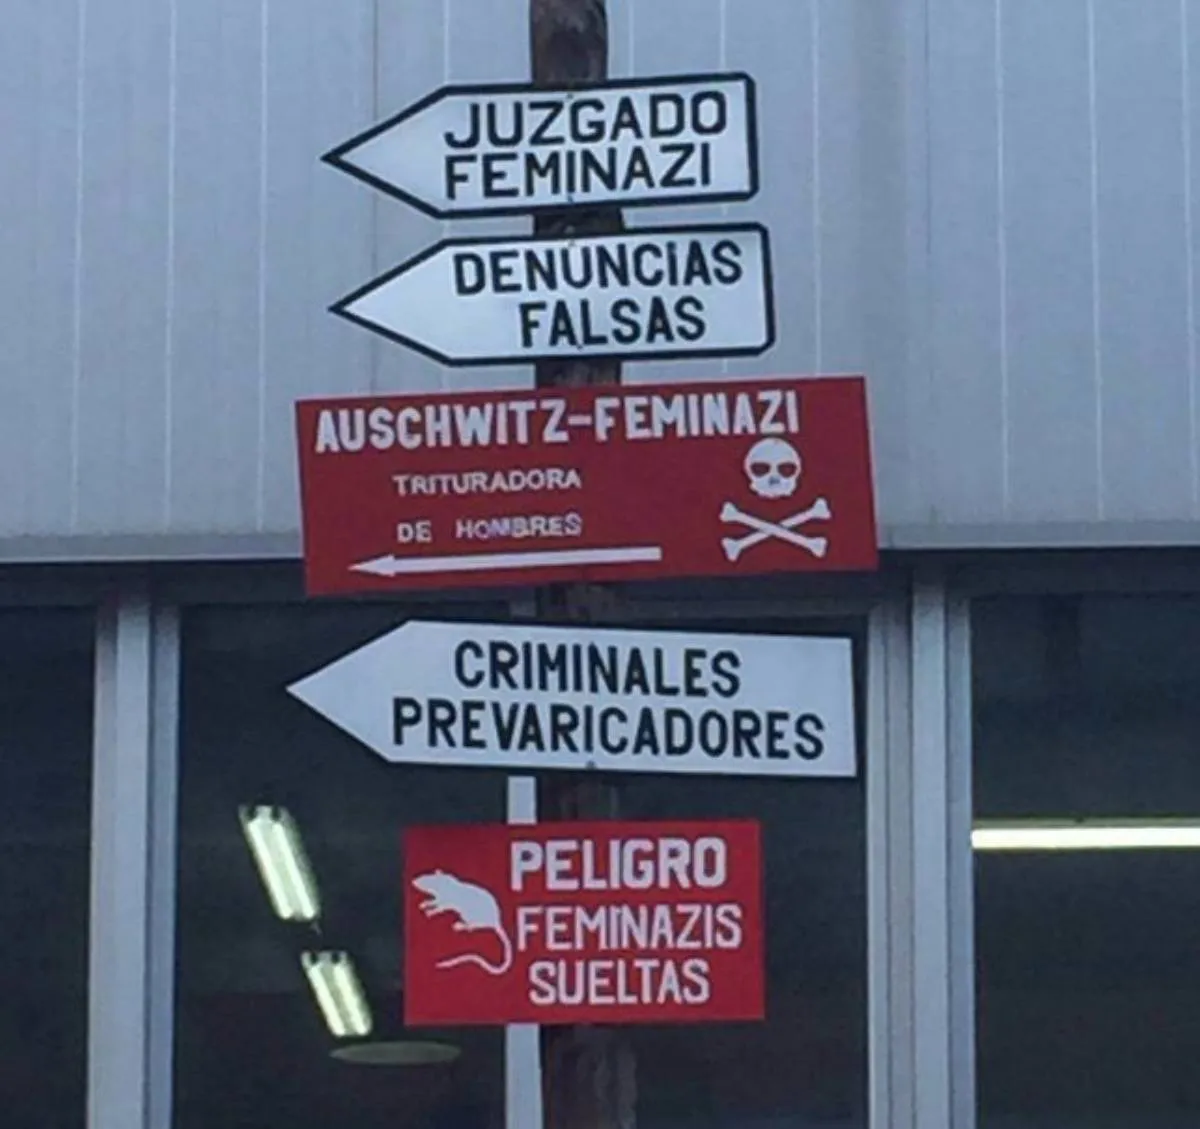 JUZGADO
FEMINAZI
DENUNCIAS
FALSAS
AUSCHWITZ-FEMINAZI
TRITURADORA
DE HOMBRES
CRIMINALES
PREVARICADORES
PELIGRO
FEMINAZIS
SUELTAS